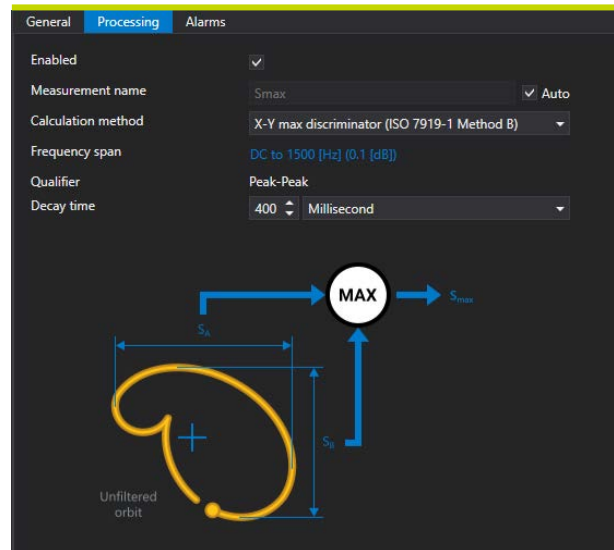 General Processing Alarms
Enabled
Measurement name Smax Auto
Calculation method X-Y max discriminator (ISO 7919-1 Method B)
Frequency span DC to 1500 [Hz] (0.1 [dB])
Qualifier Peak-Peak
Decay time 400 Millisecond
MAX Smax
SA
SB
Unfiltered
orbit